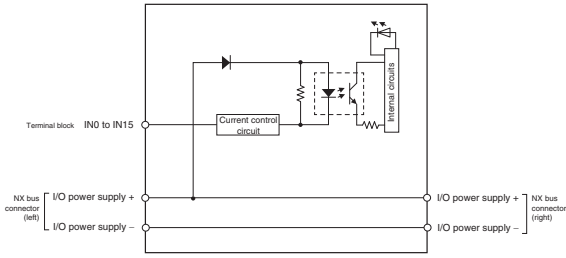 Internal circuits
Current control
circuit
Terminal block IN0 to IN15
NX bus
connector
(left)
I/O power supply +
I/O power supply −
I/O power supply +
I/O power supply −
NX bus
connector
(right)